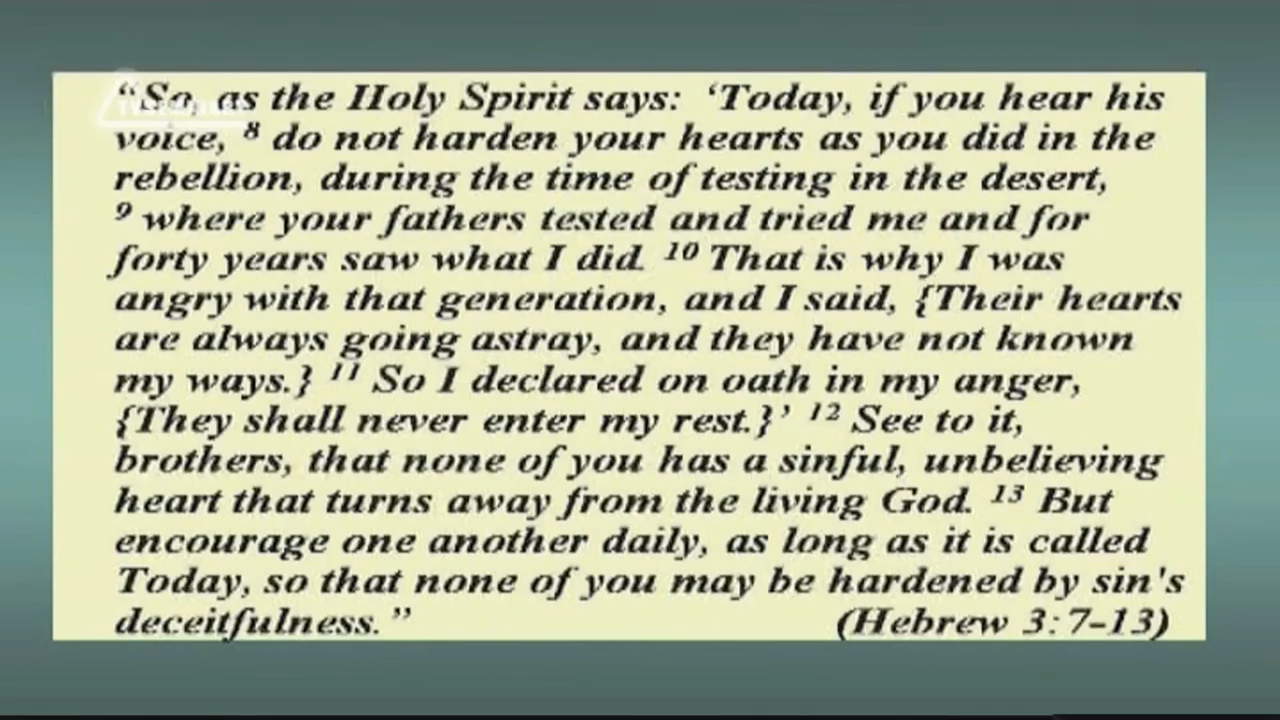 “So, as the Holy Spirit says: ‘Today, if you hear his
voice, 8 do not harden your hearts as you did in the
rebellion, during the time of testing in the desert,
9 where your fathers tested and tried me and for
forty years saw what I did. 10 That is why I was
angry with that generation, and I said, {Their hearts
are always going astray, and they have not known
my ways.} 11 So I declared on oath in my anger,
{They shall never enter my rest.}’ 12 See to it,
brothers, that none of you has a sinful, unbelieving
heart that turns away from the living God. 13 But
encourage one another daily, as long as it is called
Today, so that none of you may be hardened by sin's
deceitfulness.” (Hebrew 3:7-13)